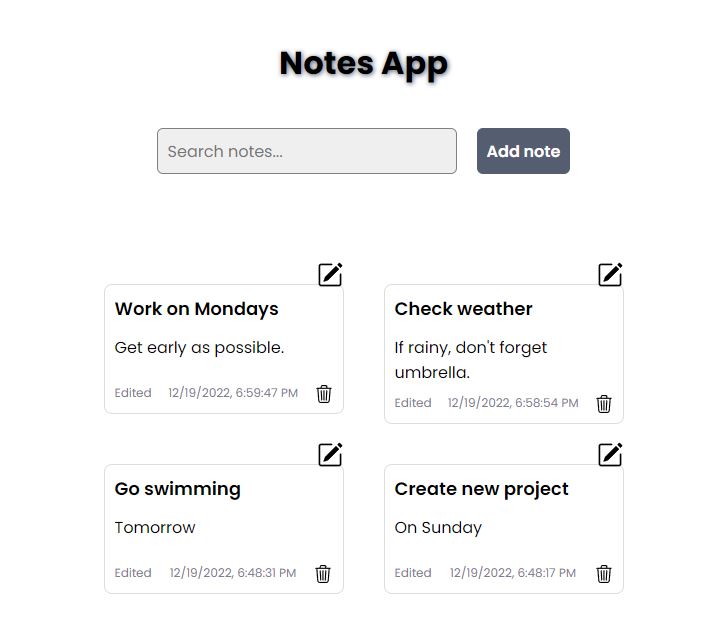 Notes App
Search notes...
Add note
Work on Mondays
Get early as possible.
Edited 12/19/2022, 6:59:47 PM
Check weather
If rainy, don't forget
umbrella.
Edited 12/19/2022, 6:58:54 PM
Go swimming
Tomorrow
Edited 12/19/2022, 6:48:31 PM
Create new project
On Sunday
Edited 12/19/2022, 6:48:17 PM